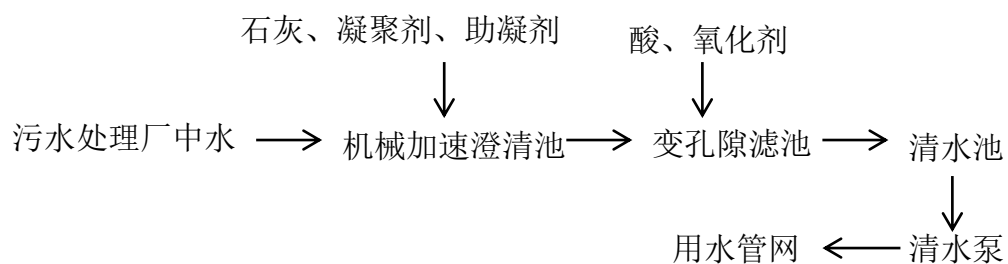 石灰、凝聚剂、助凝剂
酸、氧化剂
污水处理厂中水
机械加速澄清池
变孔隙滤池
清水池
用水管网
清水泵